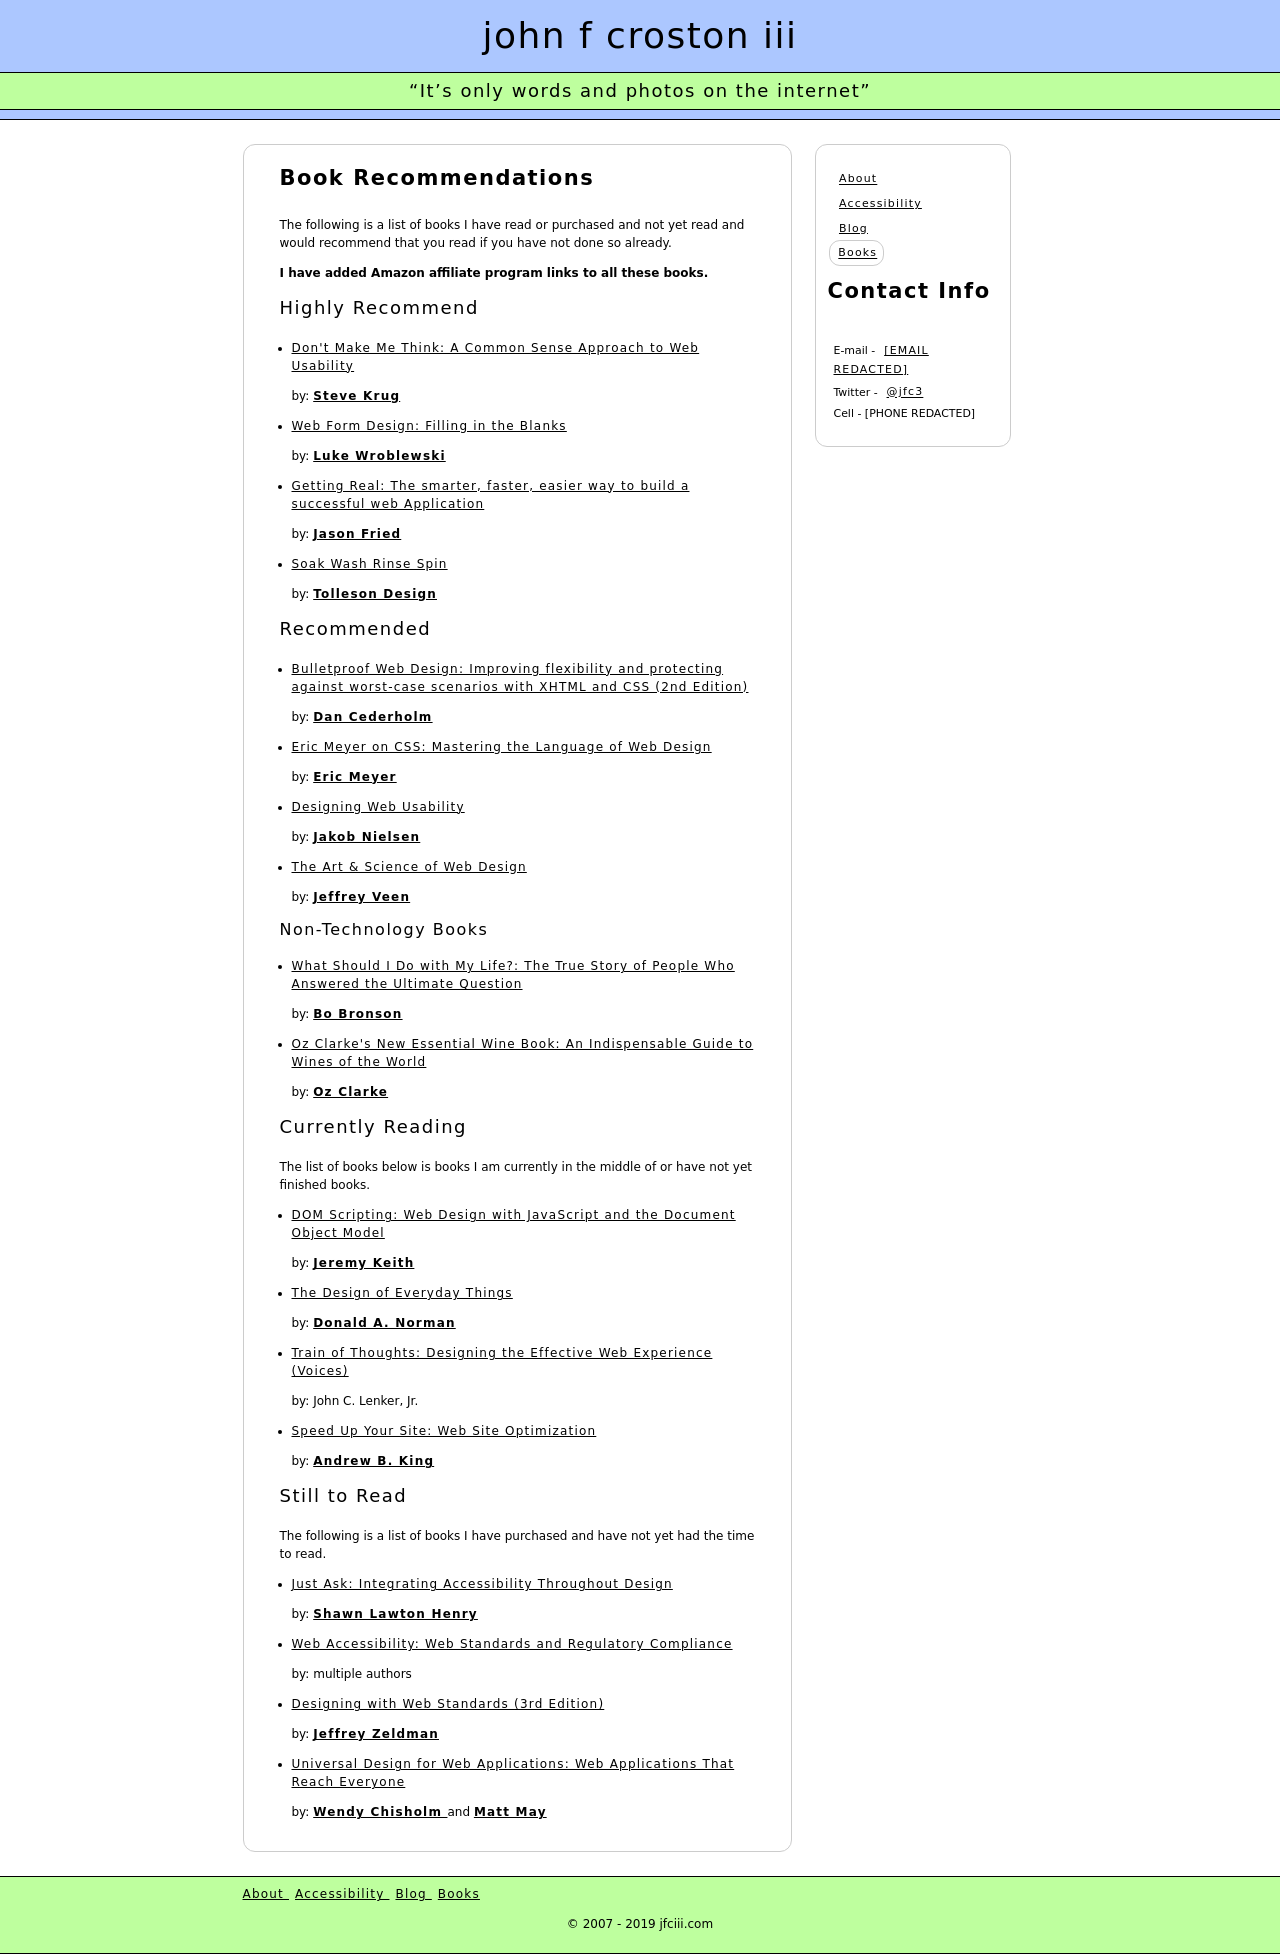 john f croston iii
“It’s only words and photos on the internet”
Book Recommendations
The following is a list of books I have read or purchased and not yet read and
would recommend that you read if you have not done so already.
I have added Amazon affiliate program links to all these books.
Highly Recommend
Don't Make Me Think: A Common Sense Approach to Web
Usability
by: Steve Krug
Web Form Design: Filling in the Blanks
by: Luke Wroblewski
Getting Real: The smarter, faster, easier way to build a
successful web Application
by: Jason Fried
Soak Wash Rinse Spin
by: Tolleson Design
Recommended
Bulletproof Web Design: Improving flexibility and protecting
against worst-case scenarios with XHTML and CSS (2nd Edition)
by: Dan Cederholm
Eric Meyer on CSS: Mastering the Language of Web Design
by: Eric Meyer
Designing Web Usability
by: Jakob Nielsen
The Art & Science of Web Design
by: Jeffrey Veen
Non-Technology Books
What Should I Do with My Life?: The True Story of People Who
Answered the Ultimate Question
by: Bo Bronson
Oz Clarke's New Essential Wine Book: An Indispensable Guide to
Wines of the World
by: Oz Clarke
Currently Reading
The list of books below is books I am currently in the middle of or have not yet
finished books.
DOM Scripting: Web Design with JavaScript and the Document
Object Model
by: Jeremy Keith
The Design of Everyday Things
by: Donald A. Norman
Train of Thoughts: Designing the Effective Web Experience
(Voices)
by: John C. Lenker, Jr.
Speed Up Your Site: Web Site Optimization
by: Andrew B. King
Still to Read
The following is a list of books I have purchased and have not yet had the time
to read.
Just Ask: Integrating Accessibility Throughout Design
by: Shawn Lawton Henry
Web Accessibility: Web Standards and Regulatory Compliance
by: multiple authors
Designing with Web Standards (3rd Edition)
by: Jeffrey Zeldman
Universal Design for Web Applications: Web Applications That
Reach Everyone
by: Wendy Chisholm and Matt May
About
Accessibility
Blog
Books
Contact Info
E-mail - [EMAIL
REDACTED]
Twitter - @jfc3
Cell - [PHONE REDACTED]
About Accessibility Blog Books
© 2007 - 2019 jfciii.com